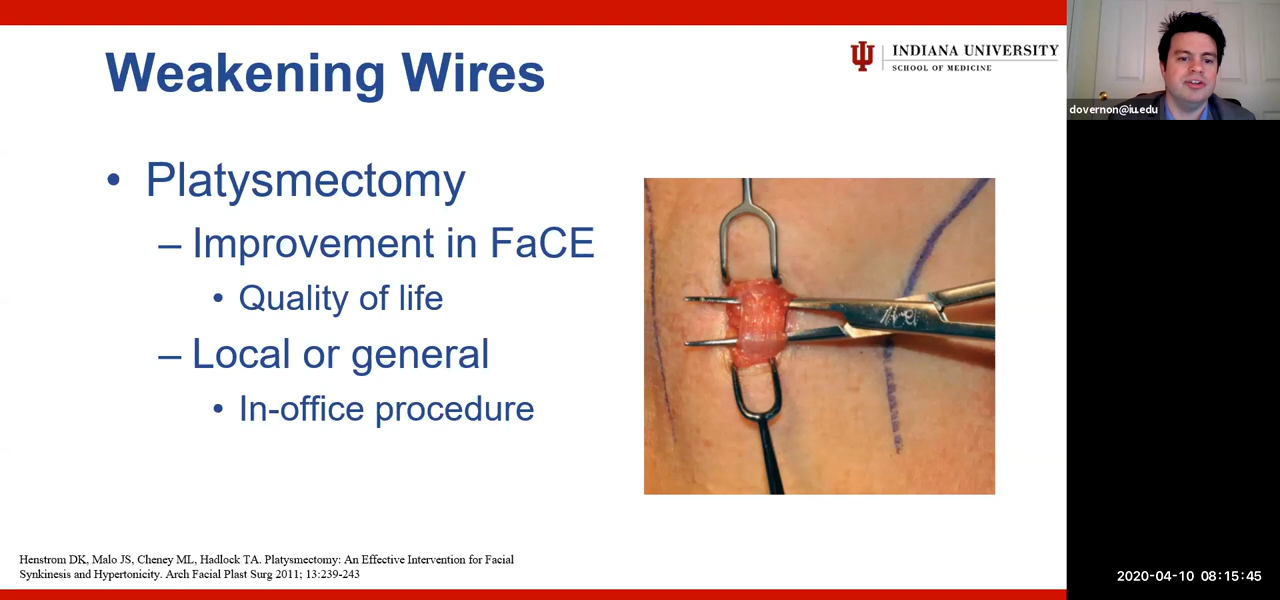 Weakening Wires
INDIANA UNIVERSITY
SCHOOL OF MEDICINE
dovernon@iu.edu
• Platysmectomy
– Improvement in FaCE
• Quality of life
– Local or general
• In-office procedure
Henstrom DK, Malo JS, Cheney ML, Hadlock TA. Platysmectomy: An Effective Intervention for Facial
Synkinesis and Hypertonicity. Arch Facial Plast Surg 2011; 13:239-243
2020-04-10 08:15:45